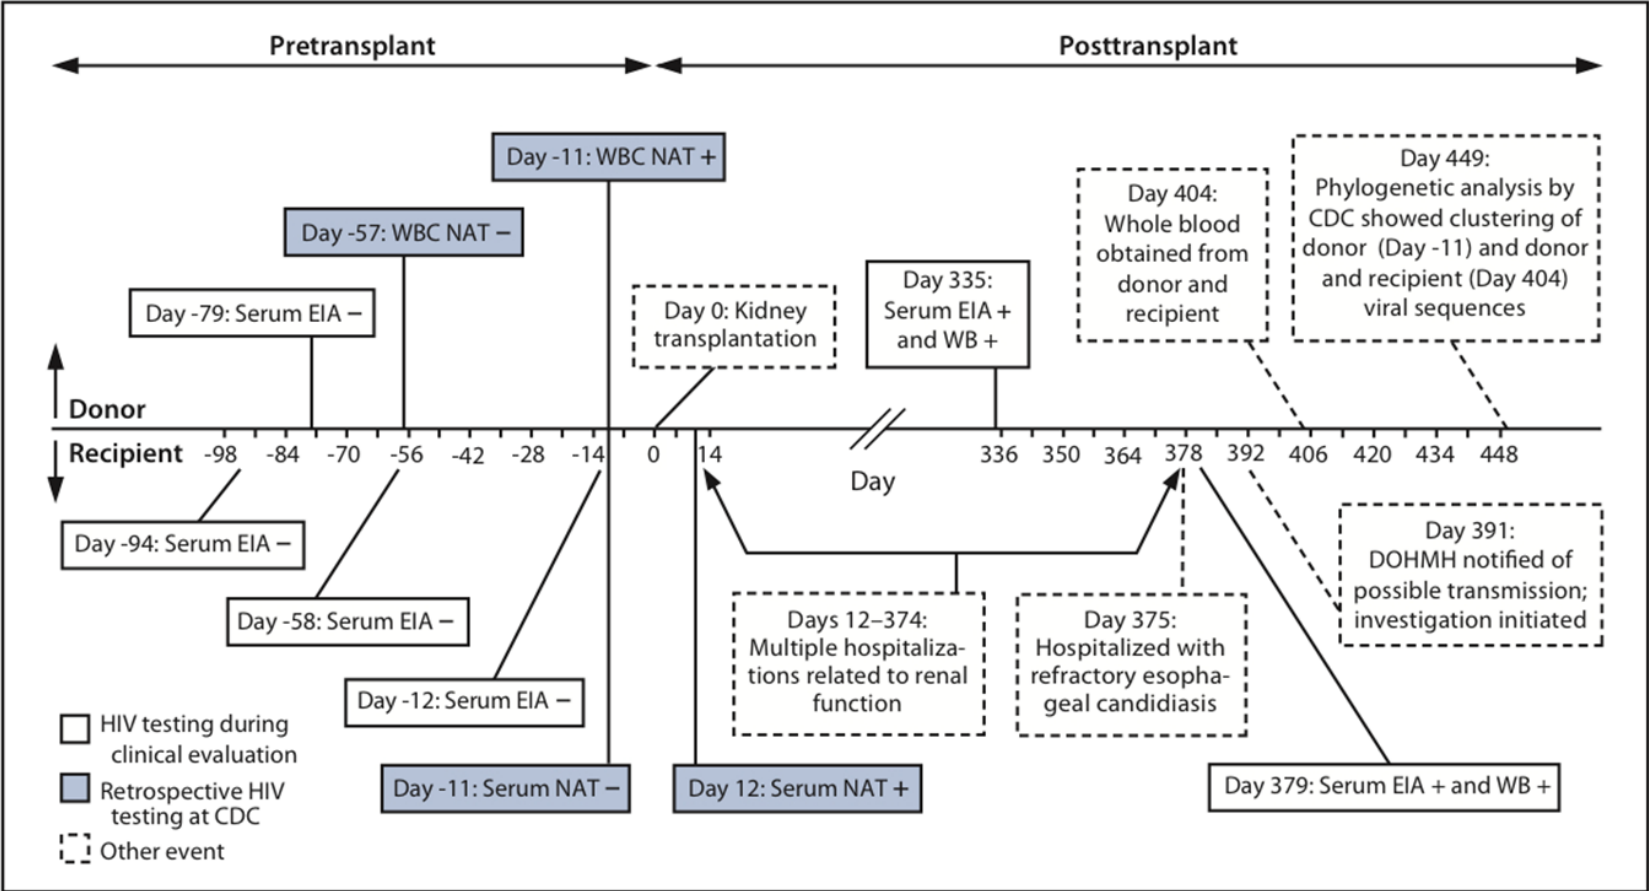 Pretransplant
Posttransplant
Day -11: WBC NAT +
Day -57: WBC NAT −
Day -79: Serum EIA −
Day 0: Kidney
transplantation
Day 335:
Serum EIA +
and WB +
Day 404:
Whole blood
obtained from
donor and
recipient
Day 449:
Phylogenetic analysis by
CDC showed clustering of
donor (Day -11) and donor
and recipient (Day 404)
viral sequences
Donor
Recipient
-98 -84 -70 -56 -42 -28 -14 0 14 336 350 364 378 392 406 420 434 448
Day
Day -94: Serum EIA −
Day -58: Serum EIA −
Day -12: Serum EIA −
Day -11: Serum NAT −
Day 12: Serum NAT +
Days 12–374:
Multiple hospitaliza-
tions related to renal
function
Day 375:
Hospitalized with
refractory esopha-
geal candidiasis
Day 391:
DOHMH notified of
possible transmission;
investigation initiated
Day 379: Serum EIA + and WB +
HIV testing during
clinical evaluation
Retrospective HIV
testing at CDC
Other event